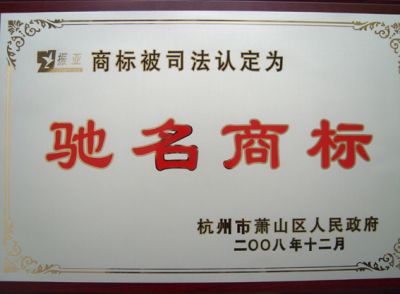 振亚 商标被司法认定为
驰名商标
杭州市萧山区人民政府
二〇〇八年十二月